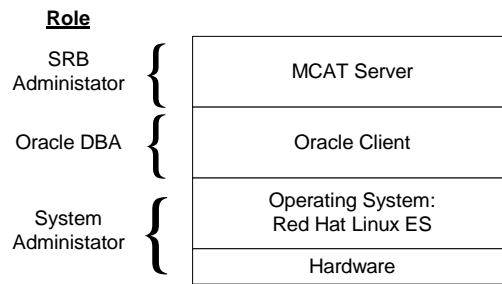 Role
SRB
Administator
MCAT Server
Oracle DBA
Oracle Client
System
Administator
Operating System:
Red Hat Linux ES
Hardware